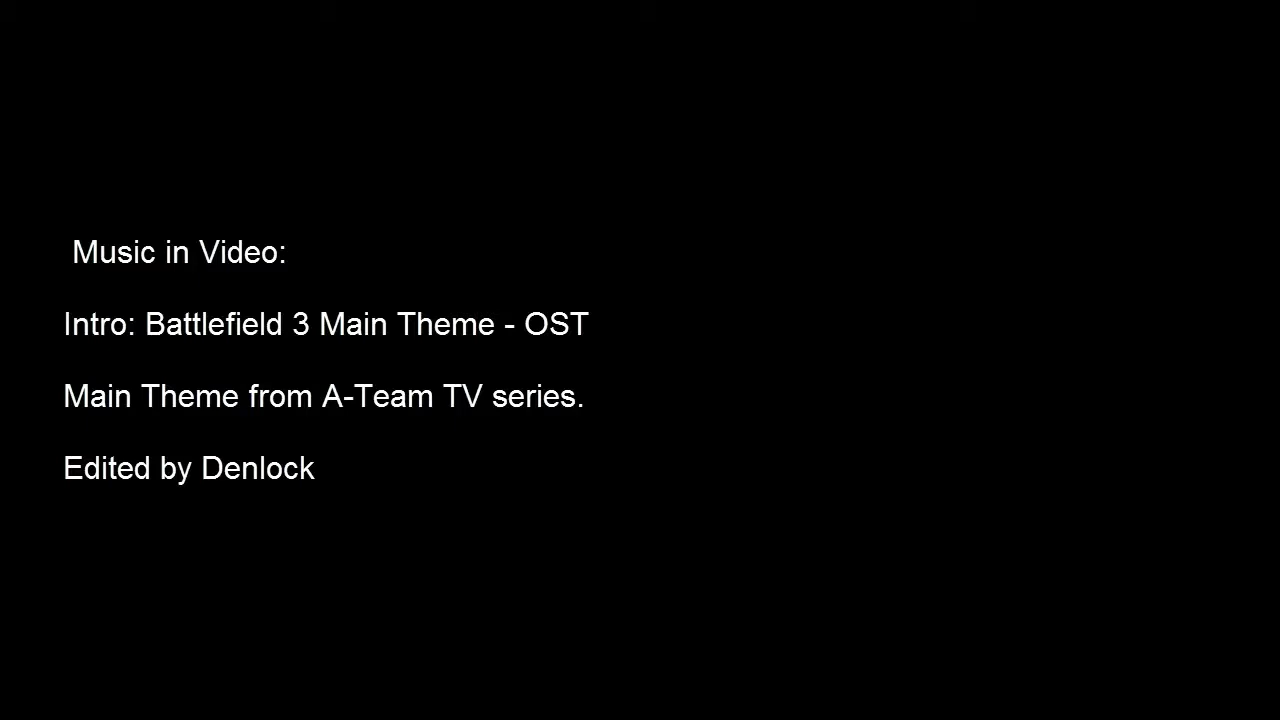 Music in Video:
Intro: Battlefield 3 Main Theme - OST
Main Theme from A-Team TV series.
Edited by Denlock